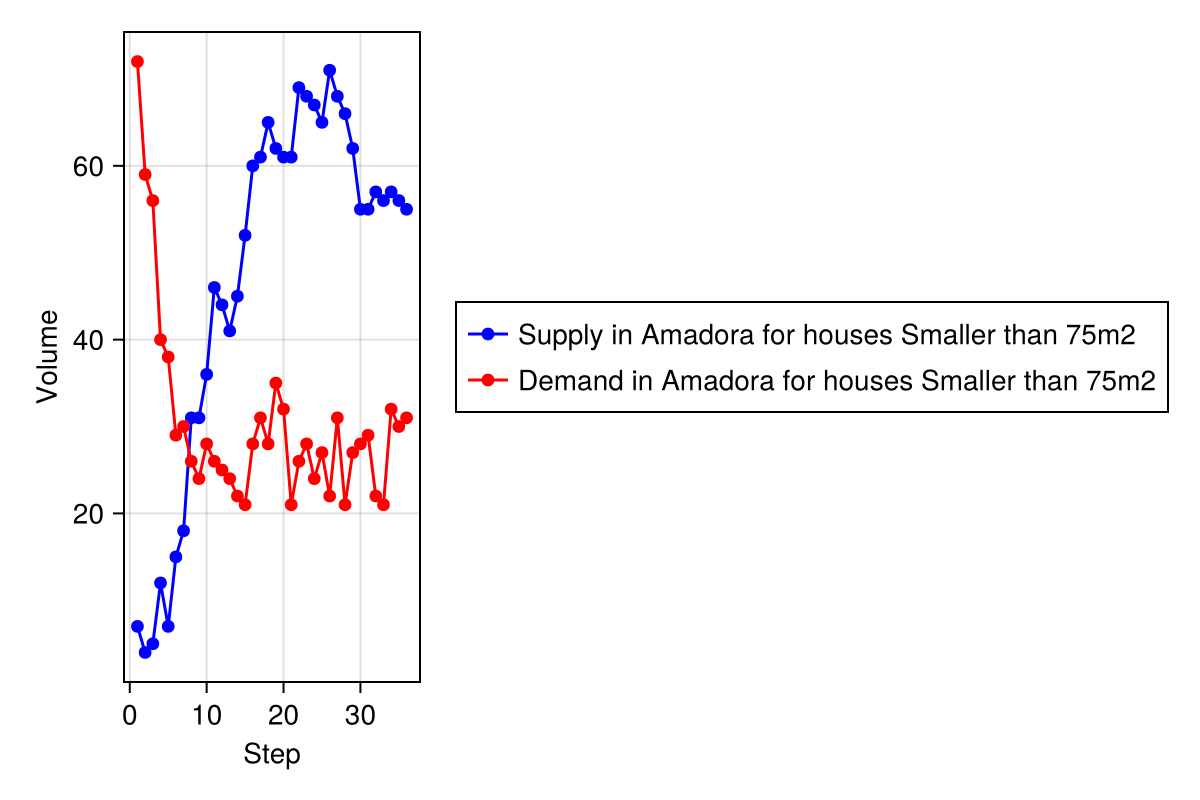 Volume
60
40
20
0 10 20 30
Step
Supply in Amadora for houses Smaller than 75m2
Demand in Amadora for houses Smaller than 75m2